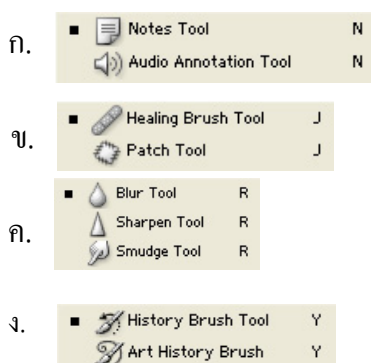 ก. Notes Tool N
Audio Annotation Tool N
ข. Healing Brush Tool J
Patch Tool J
ค. Blur Tool R
Sharpen Tool R
Smudge Tool R
ง. History Brush Tool Y
Art History Brush Y